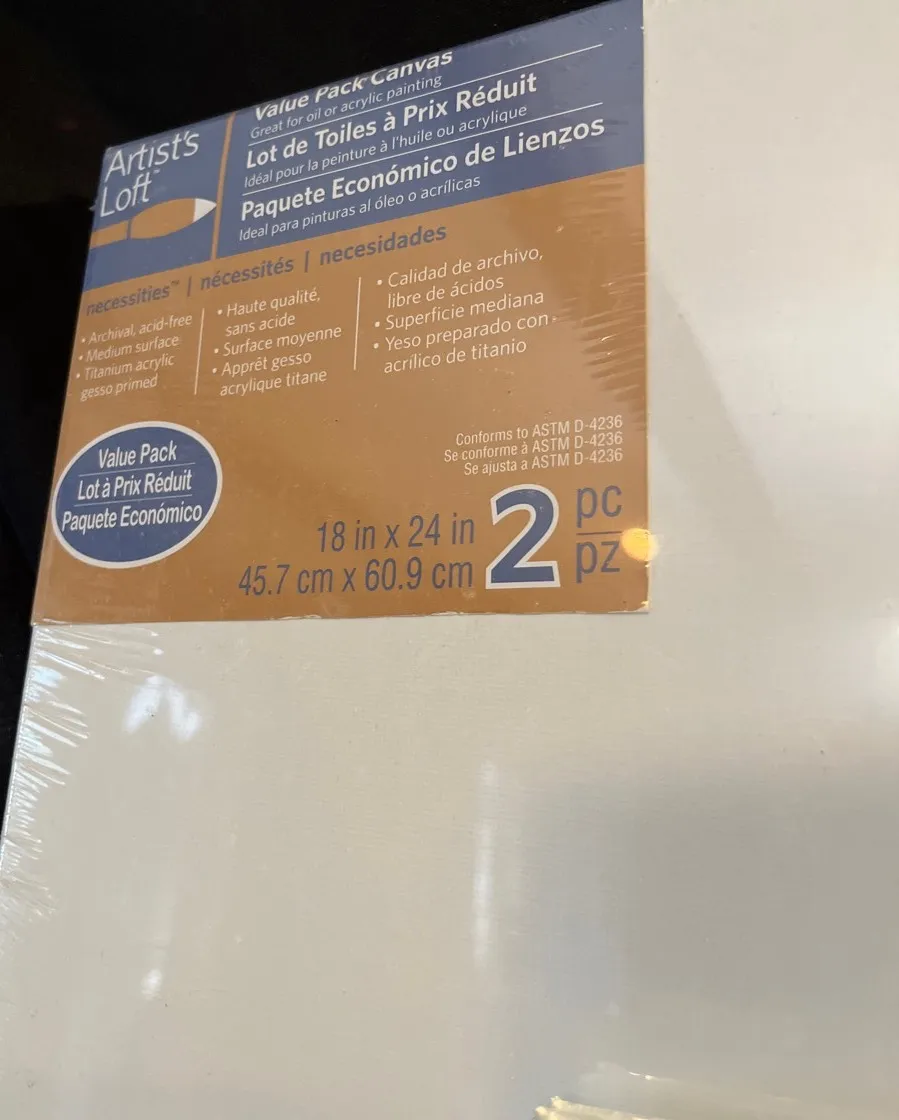 Artist's
Loft™
Value Pack Canvas
Great for oil or acrylic painting
Lot de Toiles à Prix Réduit
Idéal pour la peinture à l'huile ou acrylique
Paquete Económico de Lienzos
Ideal para pinturas al óleo o acrílicas
necessities™ | nécessités | necesidades
• Archival, acid-free
• Medium surface
• Titanium acrylic
gesso primed
• Haute qualité,
sans acide
• Surface moyenne
• Apprêt gesso
acrylique titane
• Calidad de archivo,
libre de ácidos
• Superficie mediana
• Yeso preparado con
acrílico de titanio
Conforms to ASTM D-4236
Se conforme à ASTM D-4236
Se ajusta a ASTM D-4236
Value Pack
Lot à Prix Réduit
Paquete Económico
18 in x 24 in
45.7 cm x 60.9 cm
2
pc
pz